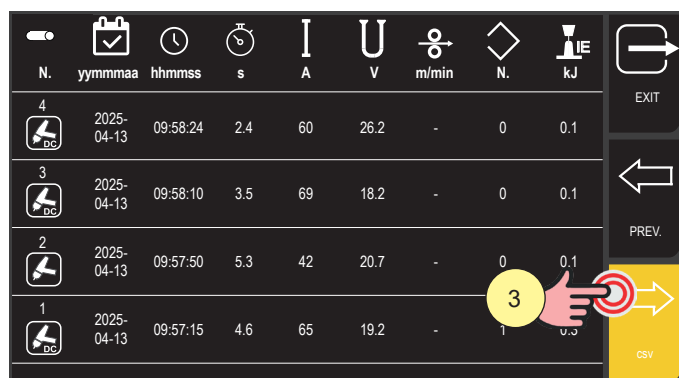 N. yymmmaa hhmmss s A V m/min N. IE kJ
EXIT
4
DC
2025-
04-13
09:58:24 2.4 60 26.2 - 0 0.1
3
DC
2025-
04-13
09:58:10 3.5 69 18.2 - 0 0.1
PREV.
2
2025-
04-13
09:57:50 5.3 42 20.7 - 0 0.1
3
1
DC
2025-
04-13
09:57:15 4.6 65 19.2 - 1
CSV